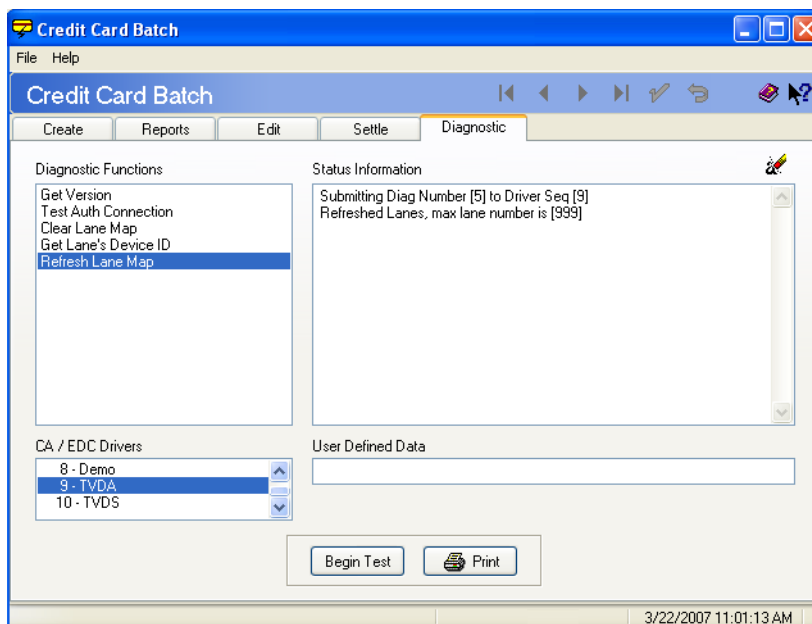 Credit Card Batch
File Help
Credit Card Batch
Create Reports Edit Settle Diagnostic
Diagnostic Functions
Get Version
Test Auth Connection
Clear Lane Map
Get Lane's Device ID
Refresh Lane Map
Status Information
Submitting Diag Number [5] to Driver Seq [9]
Refreshed Lanes, max lane number is [999]
CA / EDC Drivers
8 - Demo
9 - TVDA
10 - TVDS
User Defined Data
Begin Test Print
3/22/2007 11:01:13 AM